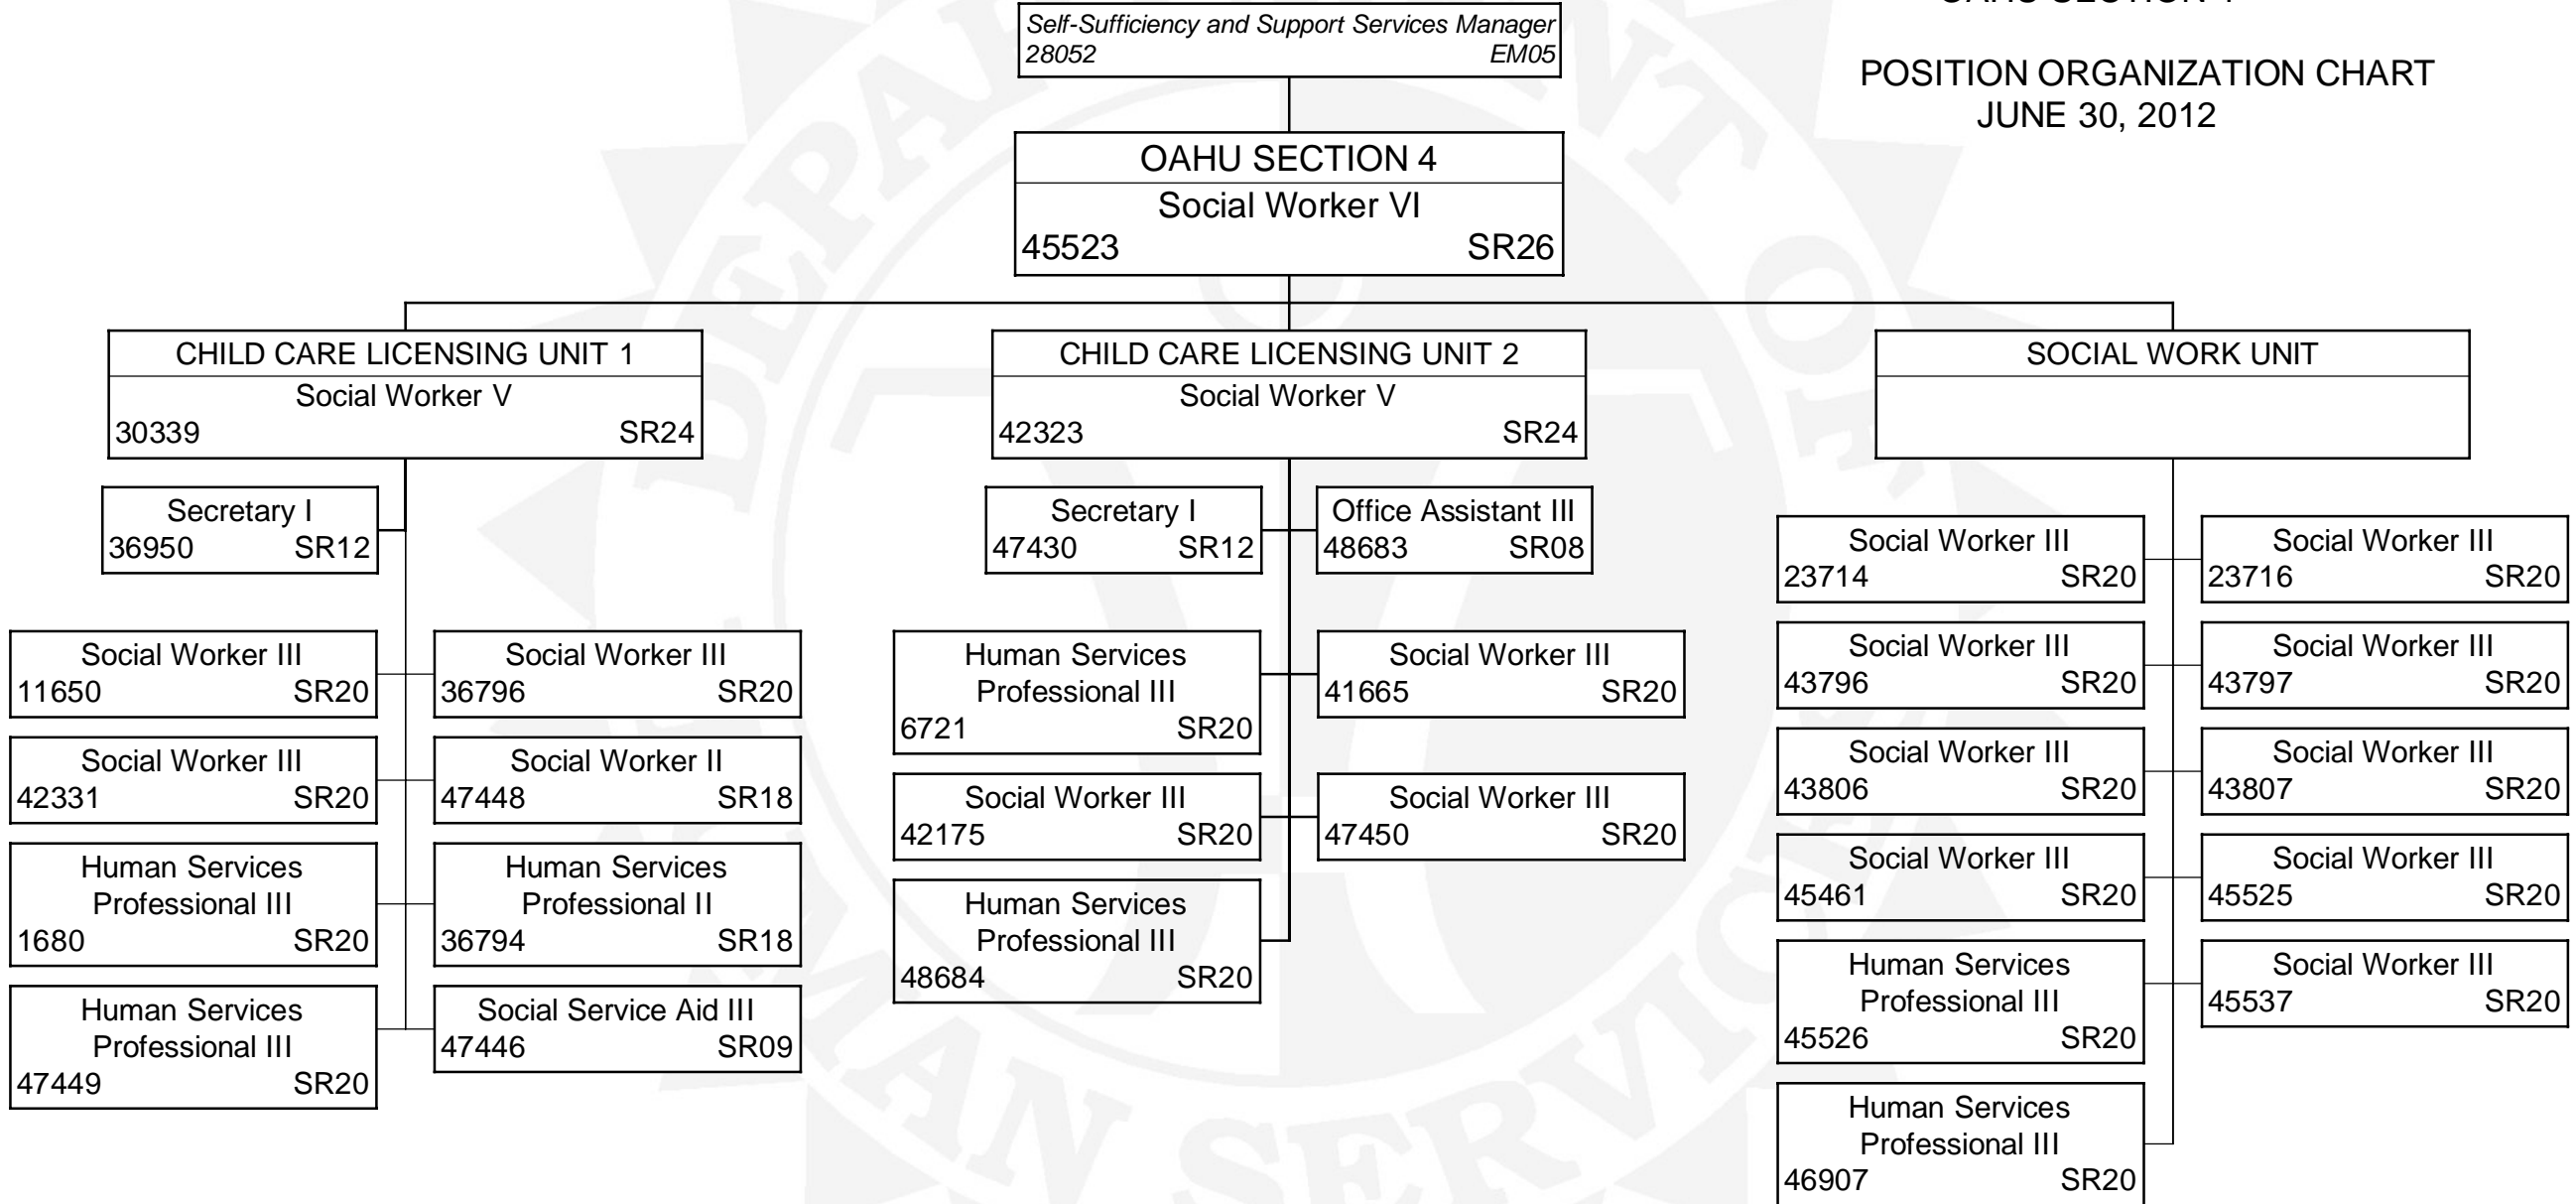 OAHU SECTION 4
POSITION ORGANIZATION CHART
JUNE 30, 2012
Self-Sufficiency and Support Services Manager
28052 EM05
OAHU SECTION 4
Social Worker VI
45523 SR26
CHILD CARE LICENSING UNIT 1
Social Worker V
30339 SR24
Secretary I
36950 SR12
Social Worker III
11650 SR20
Social Worker III
36796 SR20
Social Worker III
42331 SR20
Social Worker II
47448 SR18
Human Services
Professional III
1680 SR20
Human Services
Professional II
36794 SR18
Human Services
Professional III
47449 SR20
Social Service Aid III
47446 SR09
CHILD CARE LICENSING UNIT 2
Social Worker V
42323 SR24
Secretary I
47430 SR12
Office Assistant III
48683 SR08
Human Services
Professional III
6721 SR20
Social Worker III
41665 SR20
Social Worker III
42175 SR20
Social Worker III
47450 SR20
Human Services
Professional III
48684 SR20
SOCIAL WORK UNIT
Social Worker III
23714 SR20
Social Worker III
23716 SR20
Social Worker III
43796 SR20
Social Worker III
43797 SR20
Social Worker III
43806 SR20
Social Worker III
43807 SR20
Social Worker III
45461 SR20
Social Worker III
45525 SR20
Human Services
Professional III
45526 SR20
Social Worker III
45537 SR20
Human Services
Professional III
46907 SR20